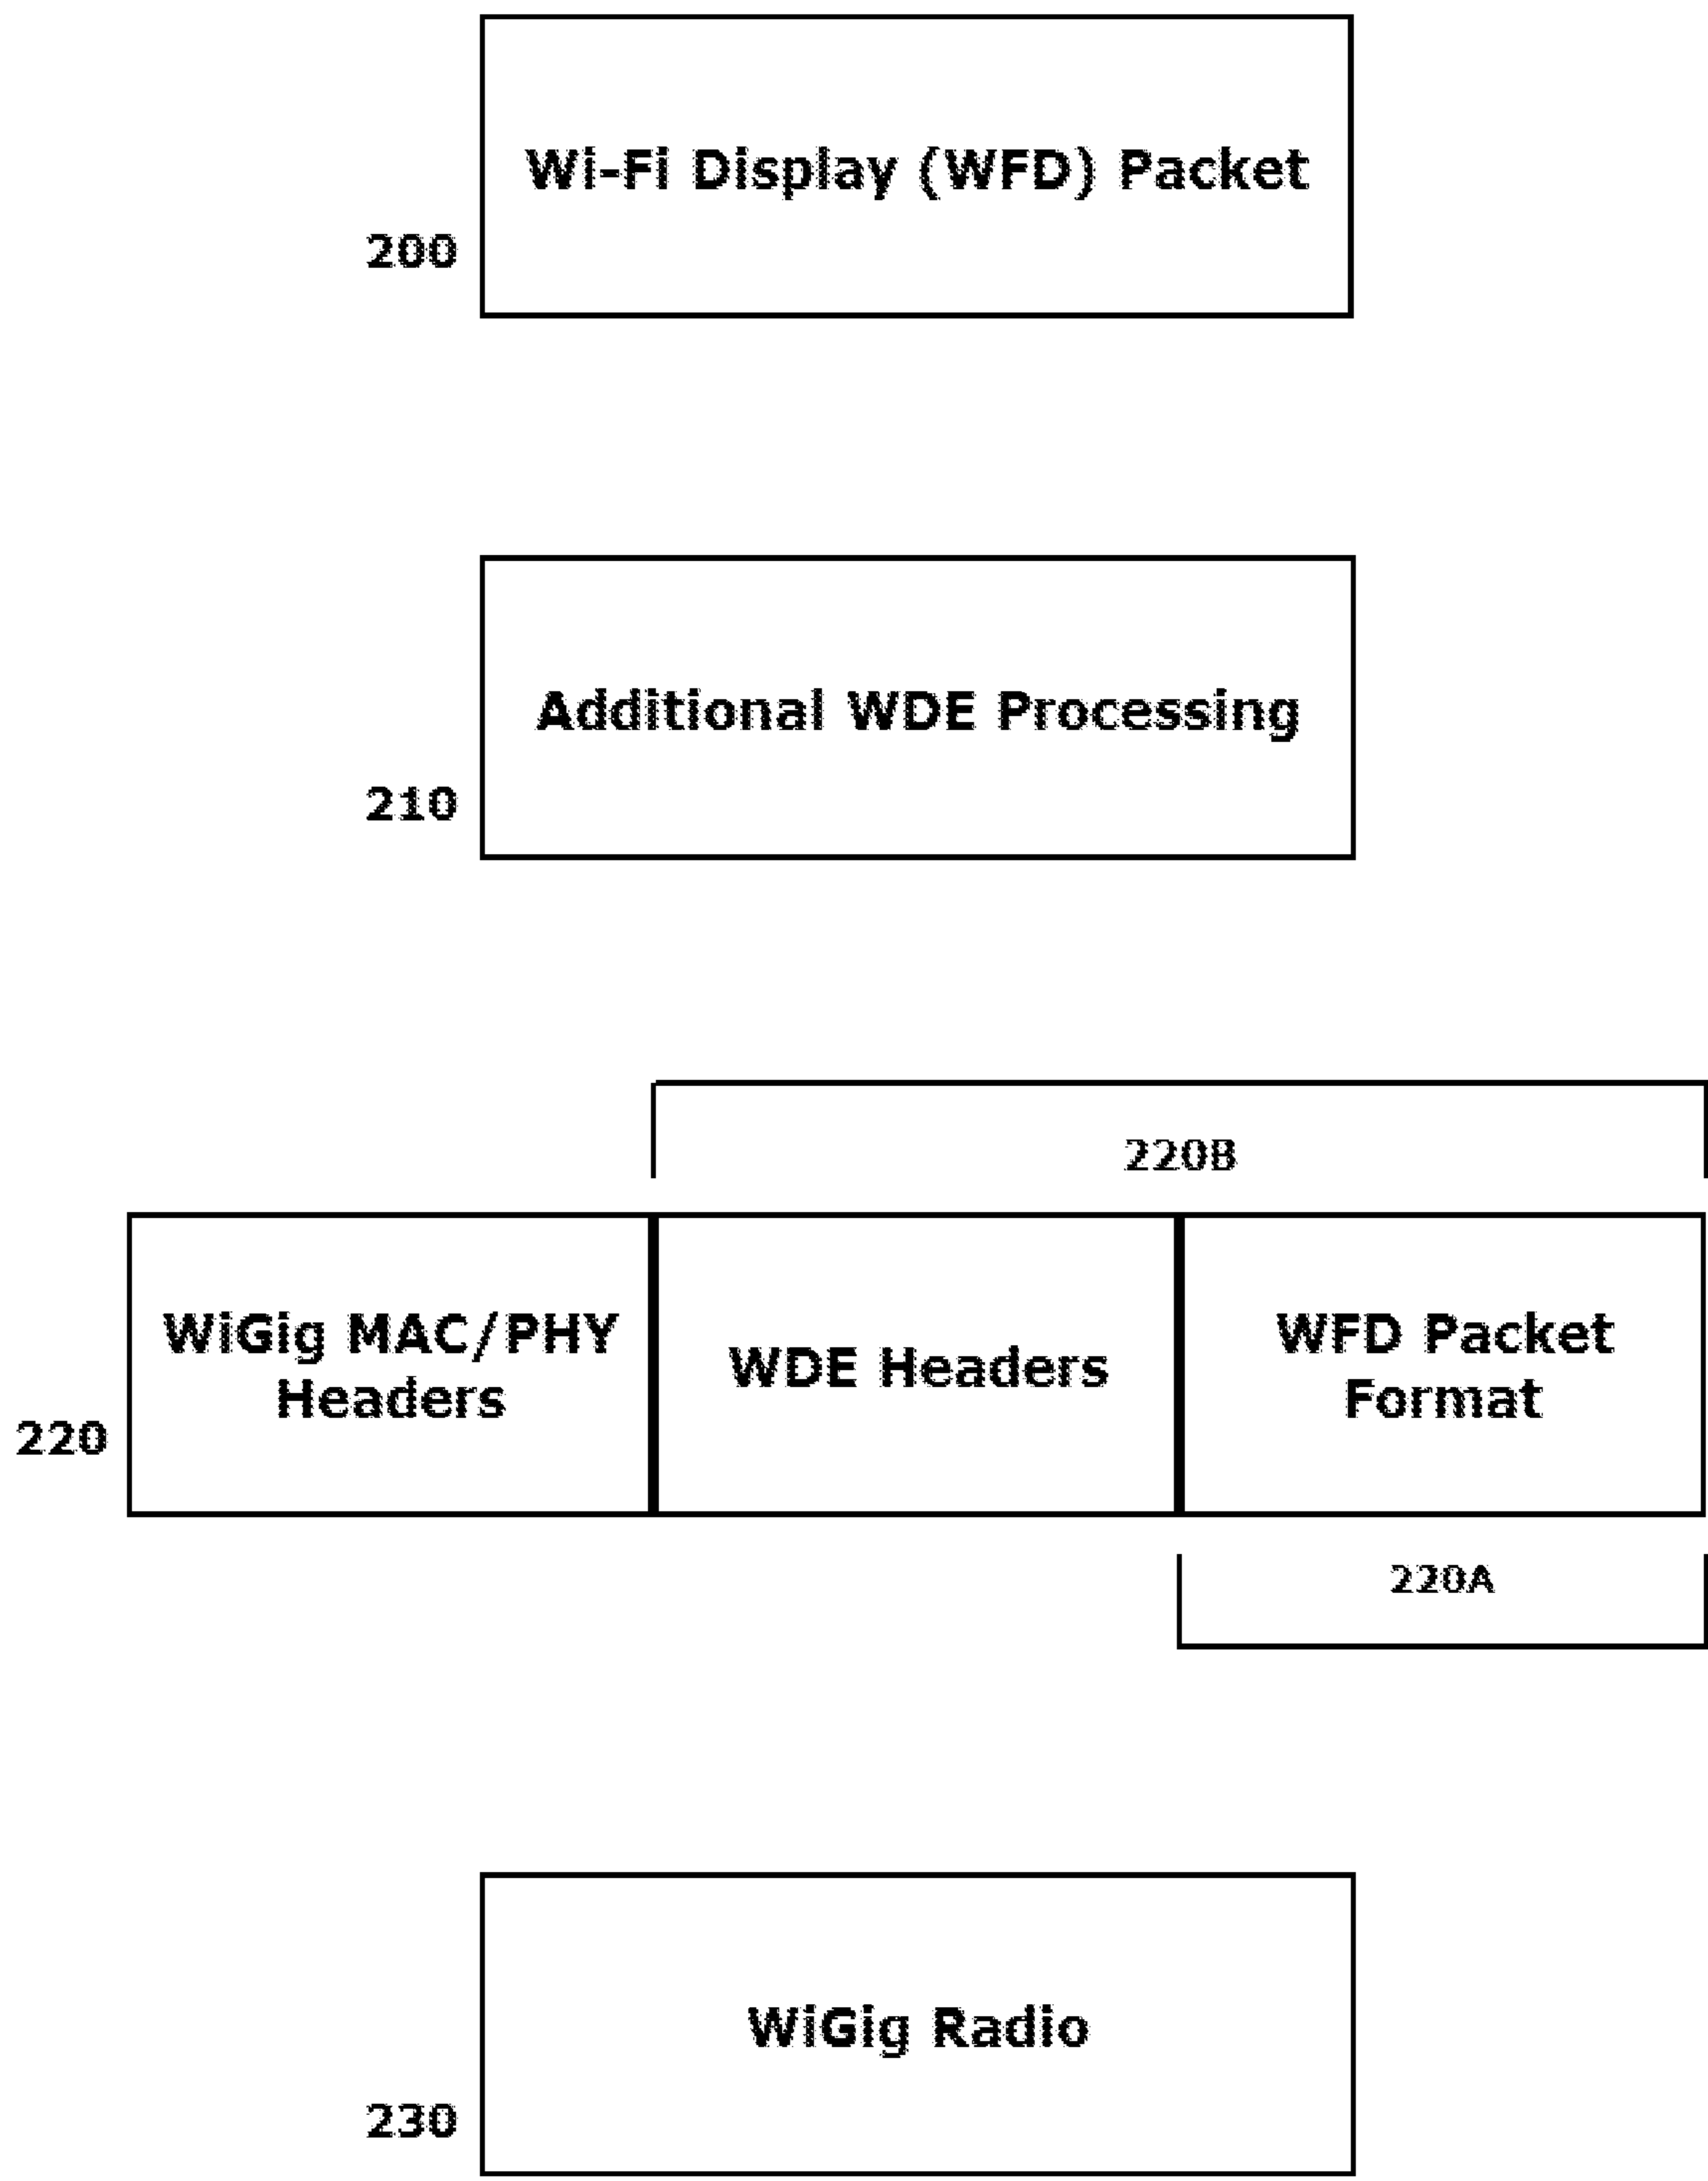 Wi-Fi Display (WFD) Packet
200
Additional WDE Processing
210
220B
WiGig MAC/PHY
Headers
WDE Headers
WFD Packet
Format
220
220A
WiGig Radio
230